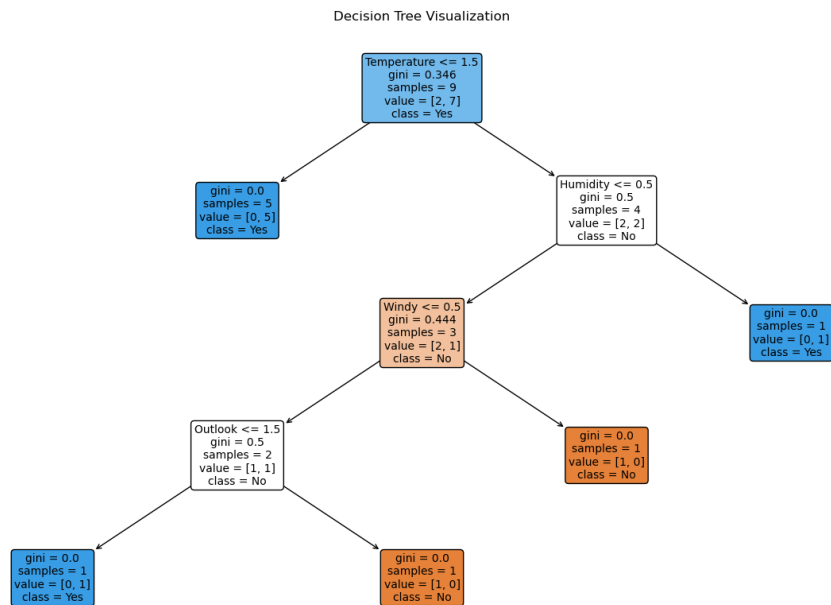 Decision Tree Visualization
Temperature <= 1.5
gini = 0.346
samples = 9
value = [2, 7]
class = Yes
gini = 0.0
samples = 5
value = [0, 5]
class = Yes
Humidity <= 0.5
gini = 0.5
samples = 4
value = [2, 2]
class = No
Windy <= 0.5
gini = 0.444
samples = 3
value = [2, 1]
class = No
gini = 0.0
samples = 1
value = [0, 1]
class = Yes
Outlook <= 1.5
gini = 0.5
samples = 2
value = [1, 1]
class = No
gini = 0.0
samples = 1
value = [1, 0]
class = No
gini = 0.0
samples = 1
value = [0, 1]
class = Yes
gini = 0.0
samples = 1
value = [1, 0]
class = No